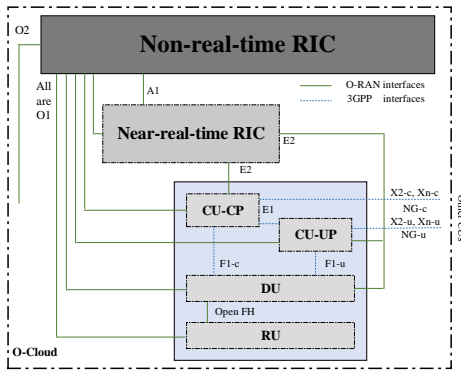 O2
Non-real-time RIC
All
are
O1
A1
O-RAN interfaces
3GPP interfaces
Near-real-time RIC
E2
E2
X2-c, Xn-c
CU-CP
E1
NG-c
X2-u, Xn-u
CU-UP
NG-u
F1-c
F1-u
DU
Open FH
RU
O-Cloud